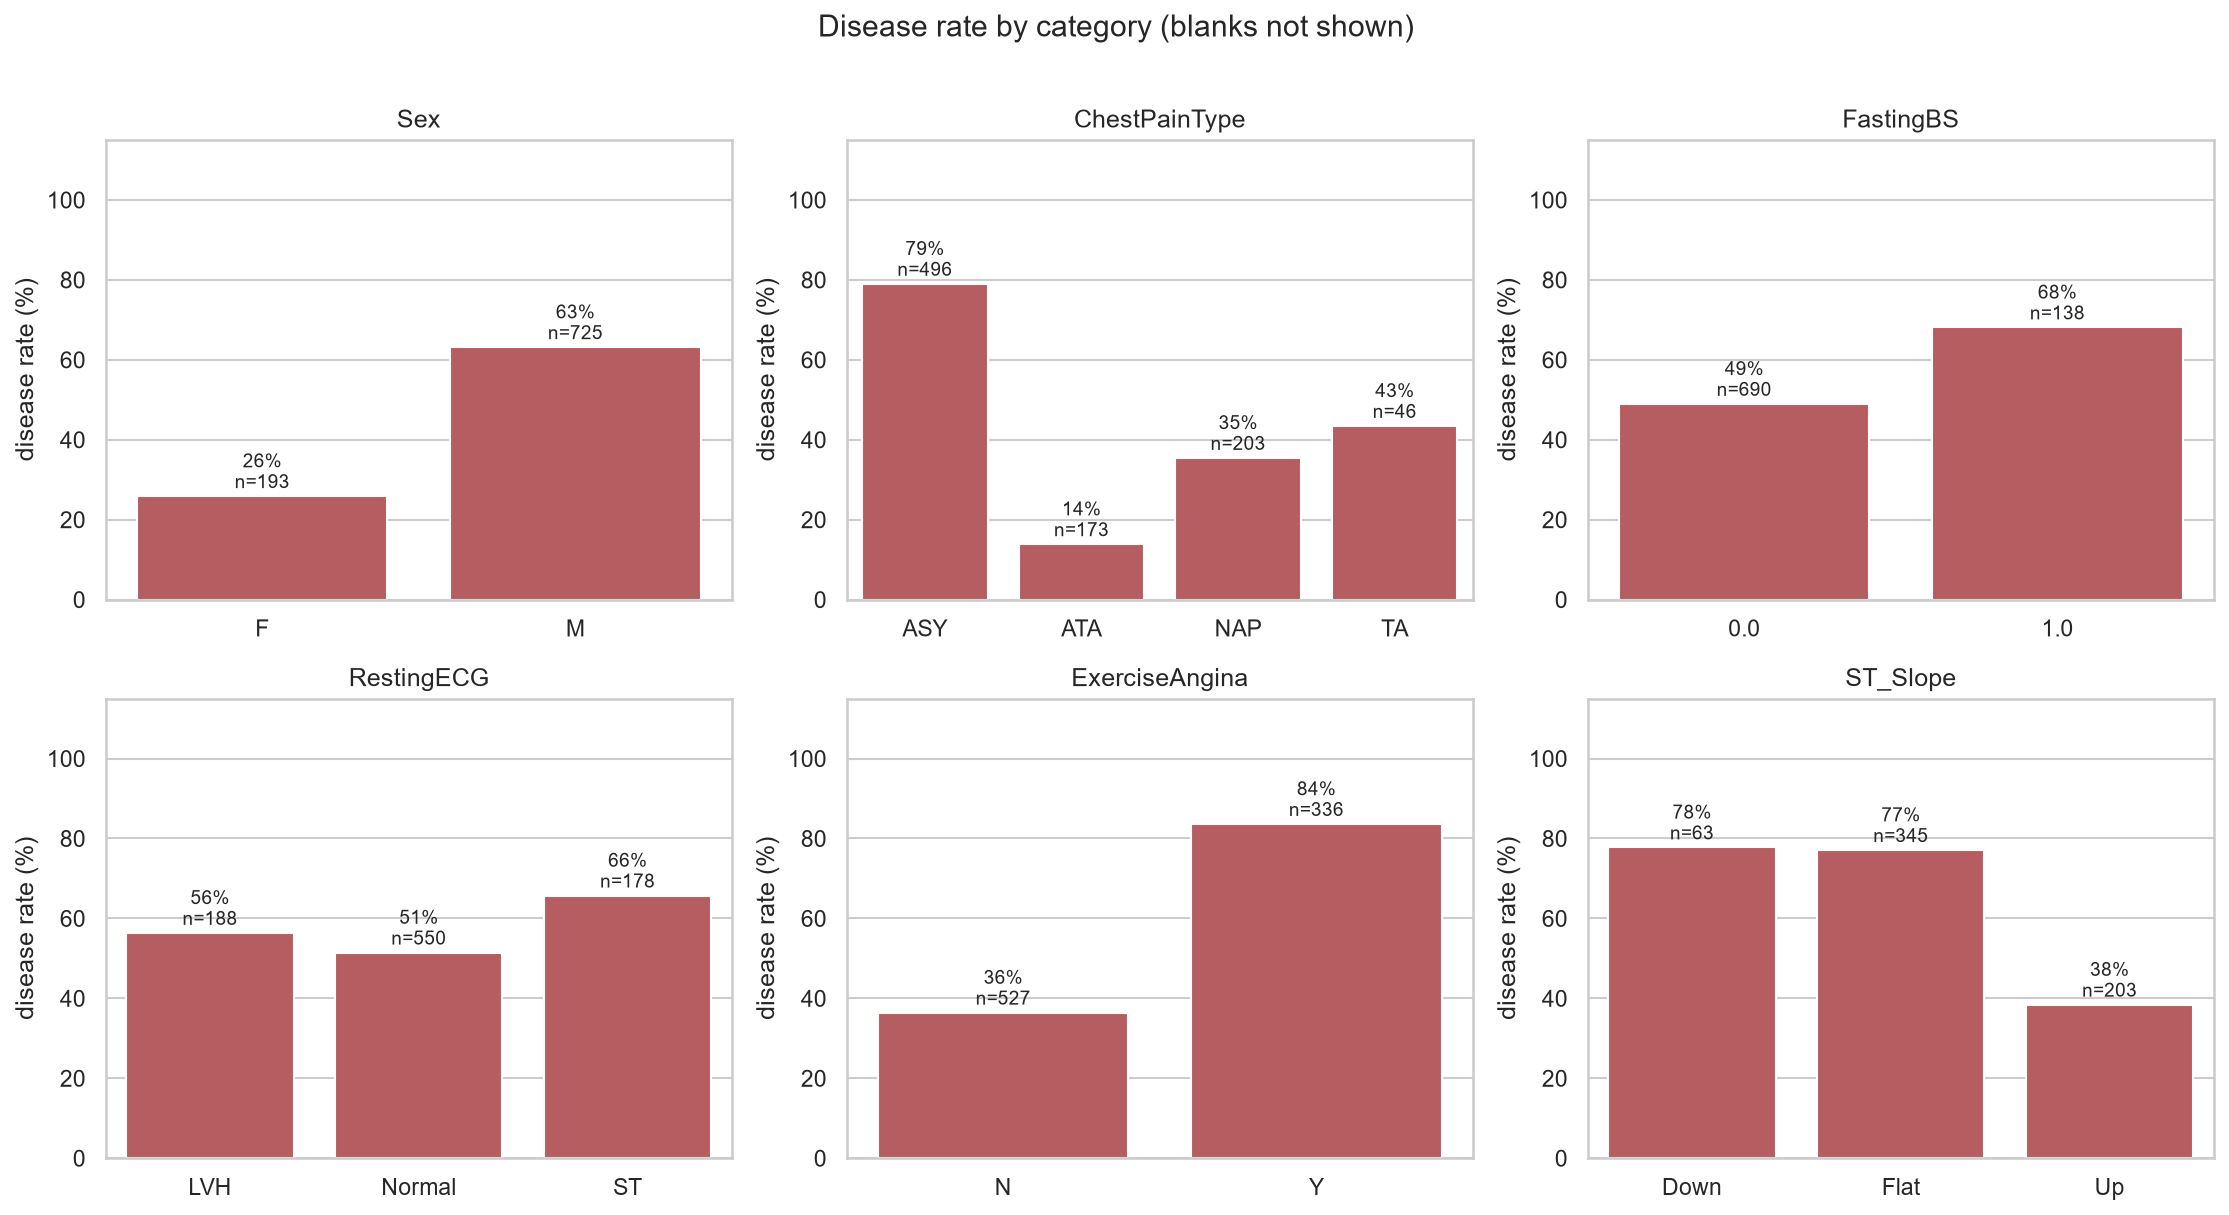 Disease rate by category (blanks not shown)
Sex
disease rate (%)
100
80
60
40
20
0
26%
n=193
63%
n=725
F
M
ChestPainType
disease rate (%)
100
80
60
40
20
0
79%
n=496
14%
n=173
35%
n=203
43%
n=46
ASY
ATA
NAP
TA
FastingBS
disease rate (%)
100
80
60
40
20
0
49%
n=690
68%
n=138
0.0
1.0
RestingECG
disease rate (%)
100
80
60
40
20
0
56%
n=188
51%
n=550
66%
n=178
LVH
Normal
ST
ExerciseAngina
disease rate (%)
100
80
60
40
20
0
36%
n=527
84%
n=336
N
Y
ST_Slope
disease rate (%)
100
80
60
40
20
0
78%
n=63
77%
n=345
38%
n=203
Down
Flat
Up